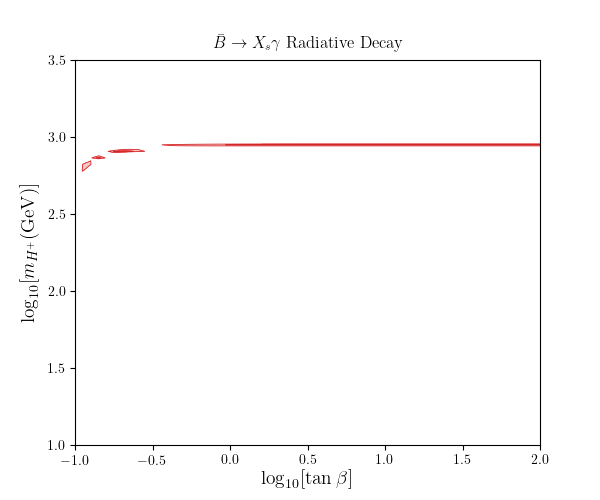 B̄ → X_sγ Radiative Decay
3.5
3.0
2.5
2.0
1.5
1.0
log₁₀[m_{H⁺}(GeV)]
−1.0 −0.5 0.0 0.5 1.0 1.5 2.0
log₁₀[tan β]